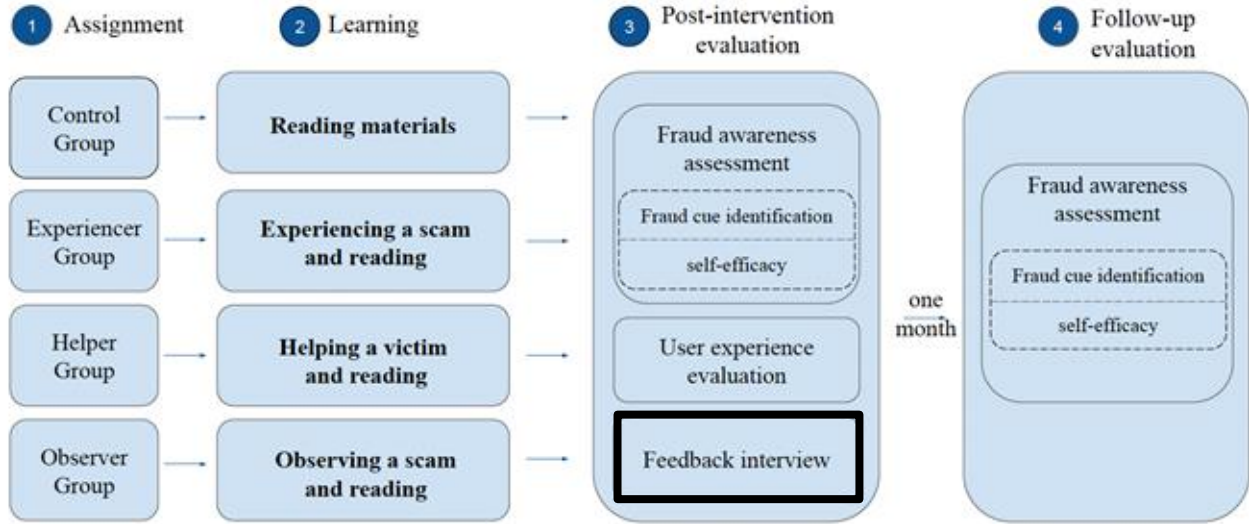 1 Assignment
2 Learning
3 Post-intervention
evaluation
4 Follow-up
evaluation
Control
Group
Reading materials
Experiencer
Group
Experiencing a scam
and reading
Helper
Group
Helping a victim
and reading
Observer
Group
Observing a scam
and reading
Fraud awareness
assessment
Fraud cue identification
self-efficacy
User experience
evaluation
Feedback interview
one
month
Fraud awareness
assessment
Fraud cue identification
self-efficacy